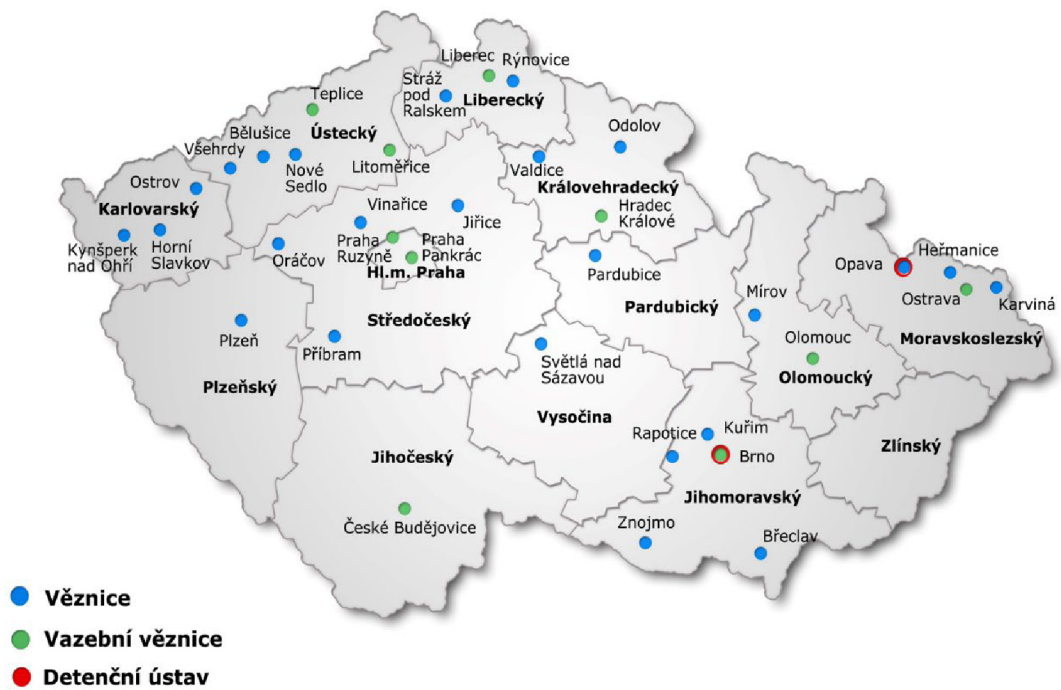 Liberec
Rýnovice
Stráž
pod
Ralskem
Liberecký
Teplice
Ústecký
Bělušice
Všehrdy
Nové
Sedlo
Litoměřice
Odolov
Valdice
Královehradecký
Hradec
Králové
Ostrov
Karlovarský
Kynšperk
nad Ohří
Horní
Slavkov
Vinařice
Jiřice
Oráčov
Praha
Ruzyně
Praha
Pankrác
Hl.m. Praha
Středočeský
Příbram
Plzeň
Plzeňský
Pardubice
Pardubický
Opava
Heřmanice
Ostrava
Karviná
Moravskoslezský
Mírov
Olomouc
Olomoucký
Světlá nad
Sázavou
Vysočina
Zlínský
Rapotice
Kuřim
Brno
Jihomoravský
Jihočeský
České Budějovice
Znojmo
Břeclav
Věznice
Vazební věznice
Detenční ústav